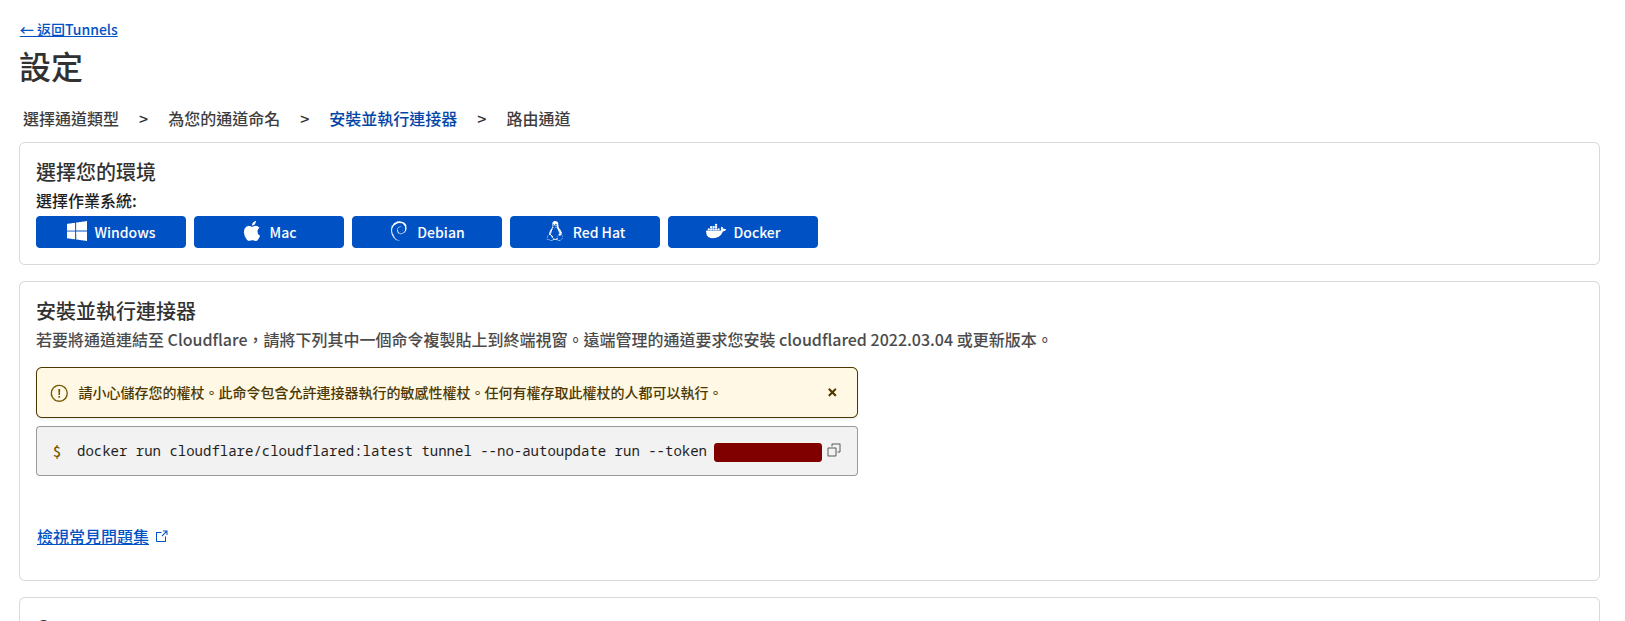 ← 返回Tunnels
設定
選擇通道類型 > 為您的通道命名 > 安裝並執行連接器 > 路由通道
選擇您的環境
選擇作業系統:
Windows Mac Debian Red Hat Docker
安裝並執行連接器
若要將通道連結至 Cloudflare，請將下列其中一個命令複製貼上到終端視窗。遠端管理的通道要求您安裝 cloudflared 2022.03.04 或更新版本。
請小心儲存您的權杖。此命令包含允許連接器執行的敏感性權杖。任何有權存取此權杖的人都可以執行。
$ docker run cloudflare/cloudflared:latest tunnel --no-autoupdate run --token
檢視常見問題集